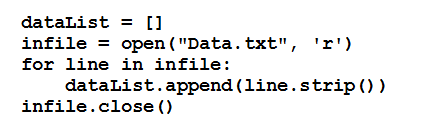 dataList = []
infile = open("Data.txt", 'r')
for line in infile:
    dataList.append(line.strip())
infile.close()